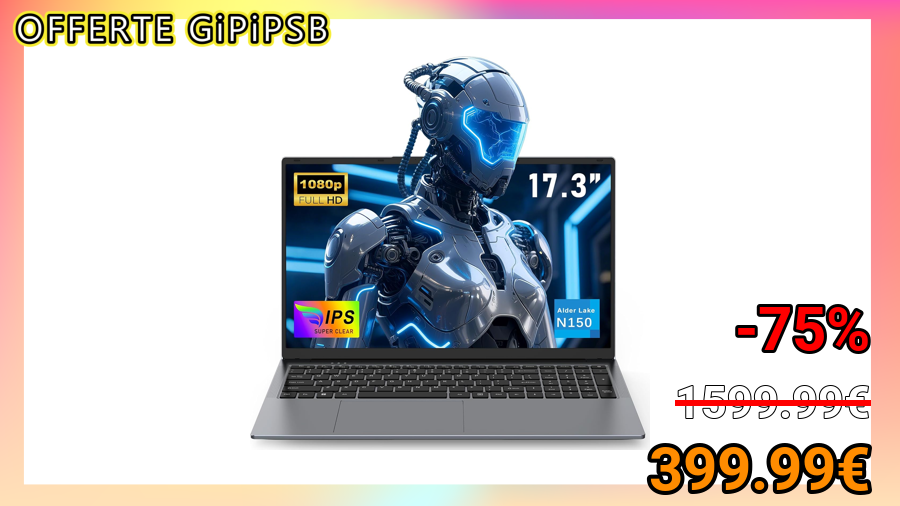 OFFERTE GiPiPSB
1080p
FULL HD
17.3”
IPS
SUPER CLEAR
Alder Lake
N150
-75%
1599.99€
399.99€